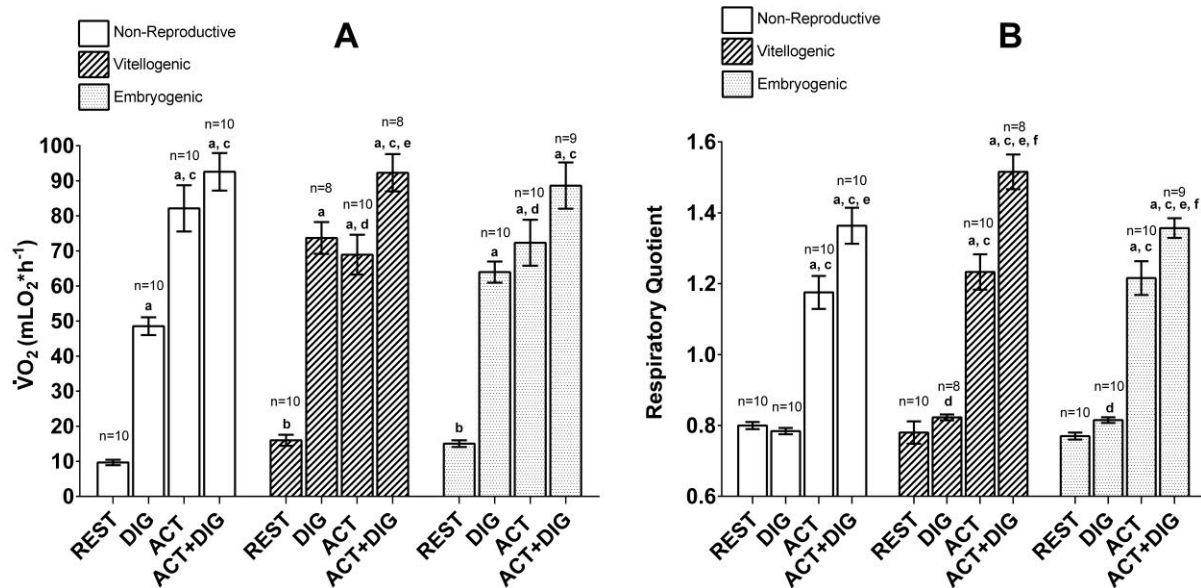 Non-Reproductive
Vitellogenic
Embryogenic
A
V̇O₂ (mLO₂*h⁻¹)
100
90
80
70
60
50
40
30
20
10
0
n=10
n=10
a
n=10
a, c
n=10
a, c
n=10
b
n=8
a
n=10
a, d
n=8
a, c, e
n=10
b
n=10
a
n=10
a, d
n=9
a, c
REST
DIG
ACT
ACT+DIG
REST
DIG
ACT
ACT+DIG
REST
DIG
ACT
ACT+DIG
Non-Reproductive
Vitellogenic
Embryogenic
B
Respiratory Quotient
1.6
1.4
1.2
1.0
0.8
0.6
n=10
n=10
n=10
a, c
n=10
a, c, e
n=10
n=8
d
n=10
a, c
n=8
a, c, e, f
n=10
n=10
d
n=10
a, c
n=9
a, c, e, f
REST
DIG
ACT
ACT+DIG
REST
DIG
ACT
ACT+DIG
REST
DIG
ACT
ACT+DIG